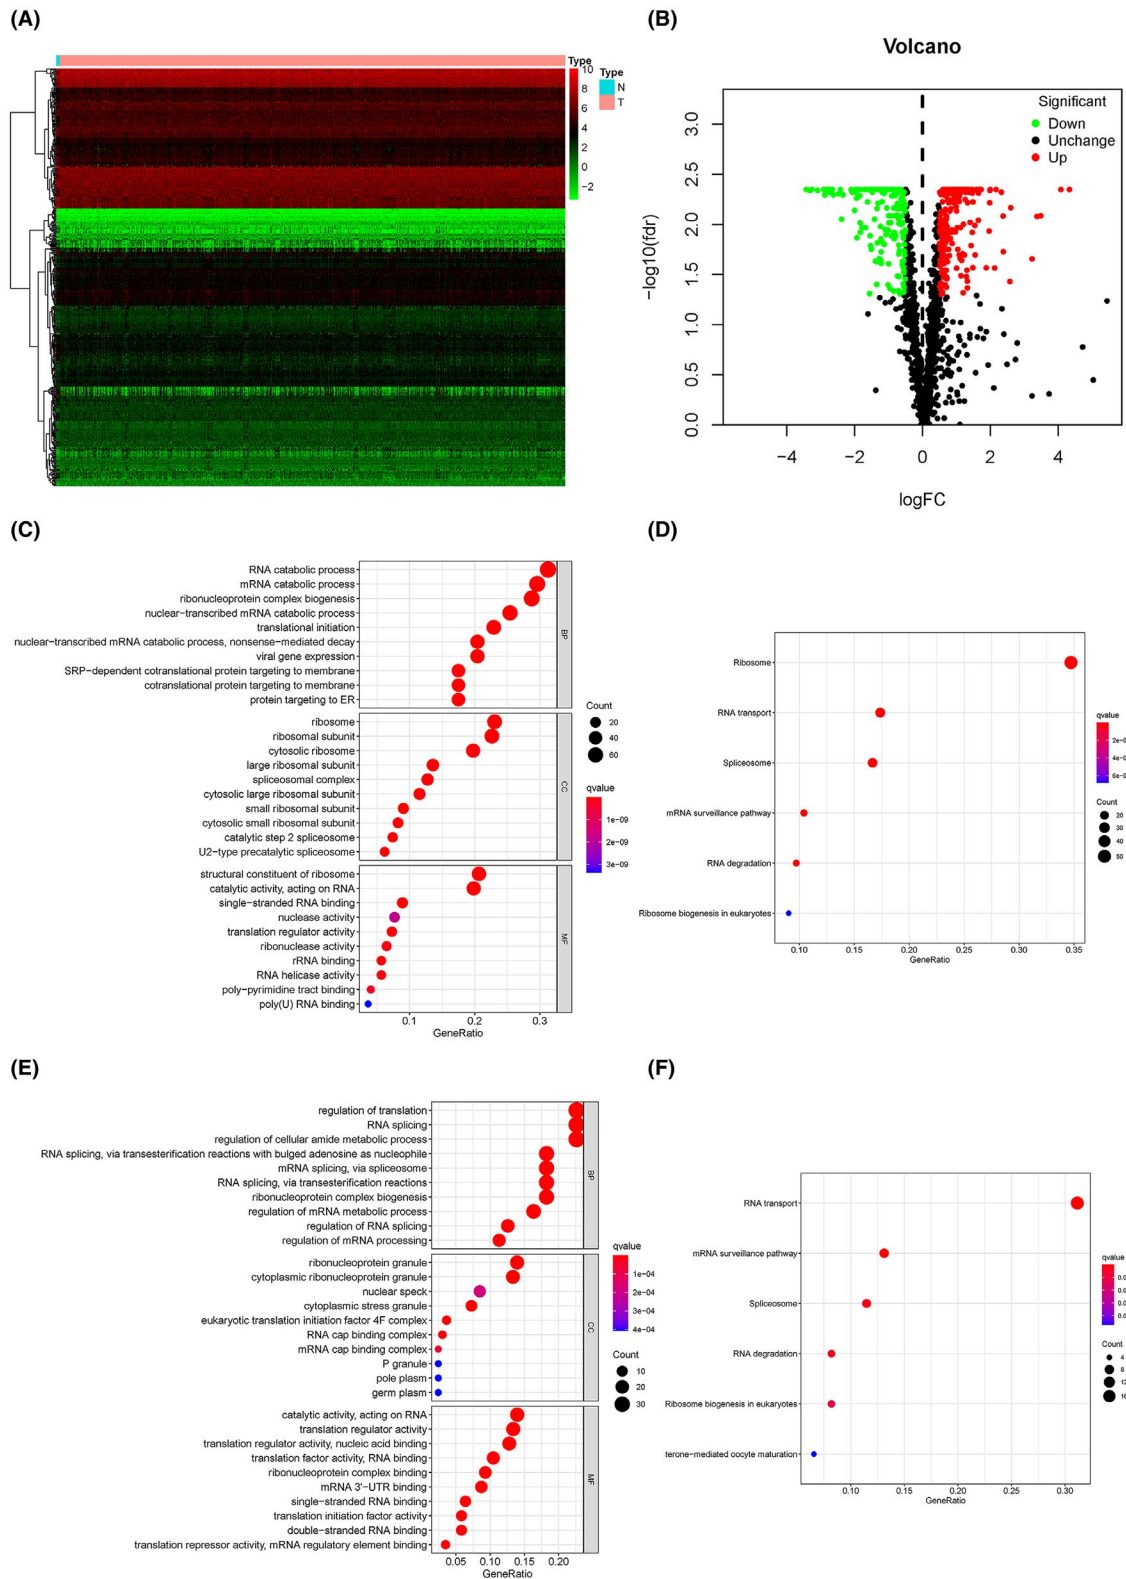 (A)
Type
10
8
6
4
2
0
−2
Type
N
T
(B)
Volcano
Significant
Down
Unchange
Up
−log10(fdr)
3.0
2.5
2.0
1.5
1.0
0.5
0.0
−4 −2 0 2 4
logFC
(C)
RNA catabolic process
mRNA catabolic process
ribonucleoprotein complex biogenesis
nuclear−transcribed mRNA catabolic process
translational initiation
nuclear−transcribed mRNA catabolic process, nonsense−mediated decay
viral gene expression
SRP−dependent cotranslational protein targeting to membrane
cotranslational protein targeting to membrane
protein targeting to ER
BP
ribosome
ribosomal subunit
cytosolic ribosome
large ribosomal subunit
spliceosomal complex
cytosolic large ribosomal subunit
small ribosomal subunit
cytosolic small ribosomal subunit
catalytic step 2 spliceosome
U2−type precatalytic spliceosome
CC
structural constituent of ribosome
catalytic activity, acting on RNA
single−stranded RNA binding
nuclease activity
translation regulator activity
ribonuclease activity
rRNA binding
RNA helicase activity
poly−pyrimidine tract binding
poly(U) RNA binding
MF
0.1 0.2 0.3
GeneRatio
Count
20
40
60
qvalue
1e−09
2e−09
3e−09
(D)
Ribosome
RNA transport
Spliceosome
mRNA surveillance pathway
RNA degradation
Ribosome biogenesis in eukaryotes
0.10 0.15 0.20 0.25 0.30 0.35
GeneRatio
qvalue
2e−0
4e−0
6e−0
Count
20
30
40
50
(E)
regulation of translation
RNA splicing
regulation of cellular amide metabolic process
RNA splicing, via transesterification reactions with bulged adenosine as nucleophile
mRNA splicing, via spliceosome
RNA splicing, via transesterification reactions
ribonucleoprotein complex biogenesis
regulation of mRNA metabolic process
regulation of RNA splicing
regulation of mRNA processing
BP
ribonucleoprotein granule
cytoplasmic ribonucleoprotein granule
nuclear speck
cytoplasmic stress granule
eukaryotic translation initiation factor 4F complex
RNA cap binding complex
mRNA cap binding complex
P granule
pole plasm
germ plasm
CC
catalytic activity, acting on RNA
translation regulator activity
translation regulator activity, nucleic acid binding
translation factor activity, RNA binding
ribonucleoprotein complex binding
mRNA 3'−UTR binding
single−stranded RNA binding
translation initiation factor activity
double−stranded RNA binding
translation repressor activity, mRNA regulatory element binding
MF
0.05 0.10 0.15 0.20
GeneRatio
qvalue
1e−04
2e−04
3e−04
4e−04
Count
10
20
30
(F)
RNA transport
mRNA surveillance pathway
Spliceosome
RNA degradation
Ribosome biogenesis in eukaryotes
terone−mediated oocyte maturation
0.10 0.15 0.20 0.25 0.30
GeneRatio
qvalue
0.0
0.0
0.0
0.0
Count
4
8
12
16